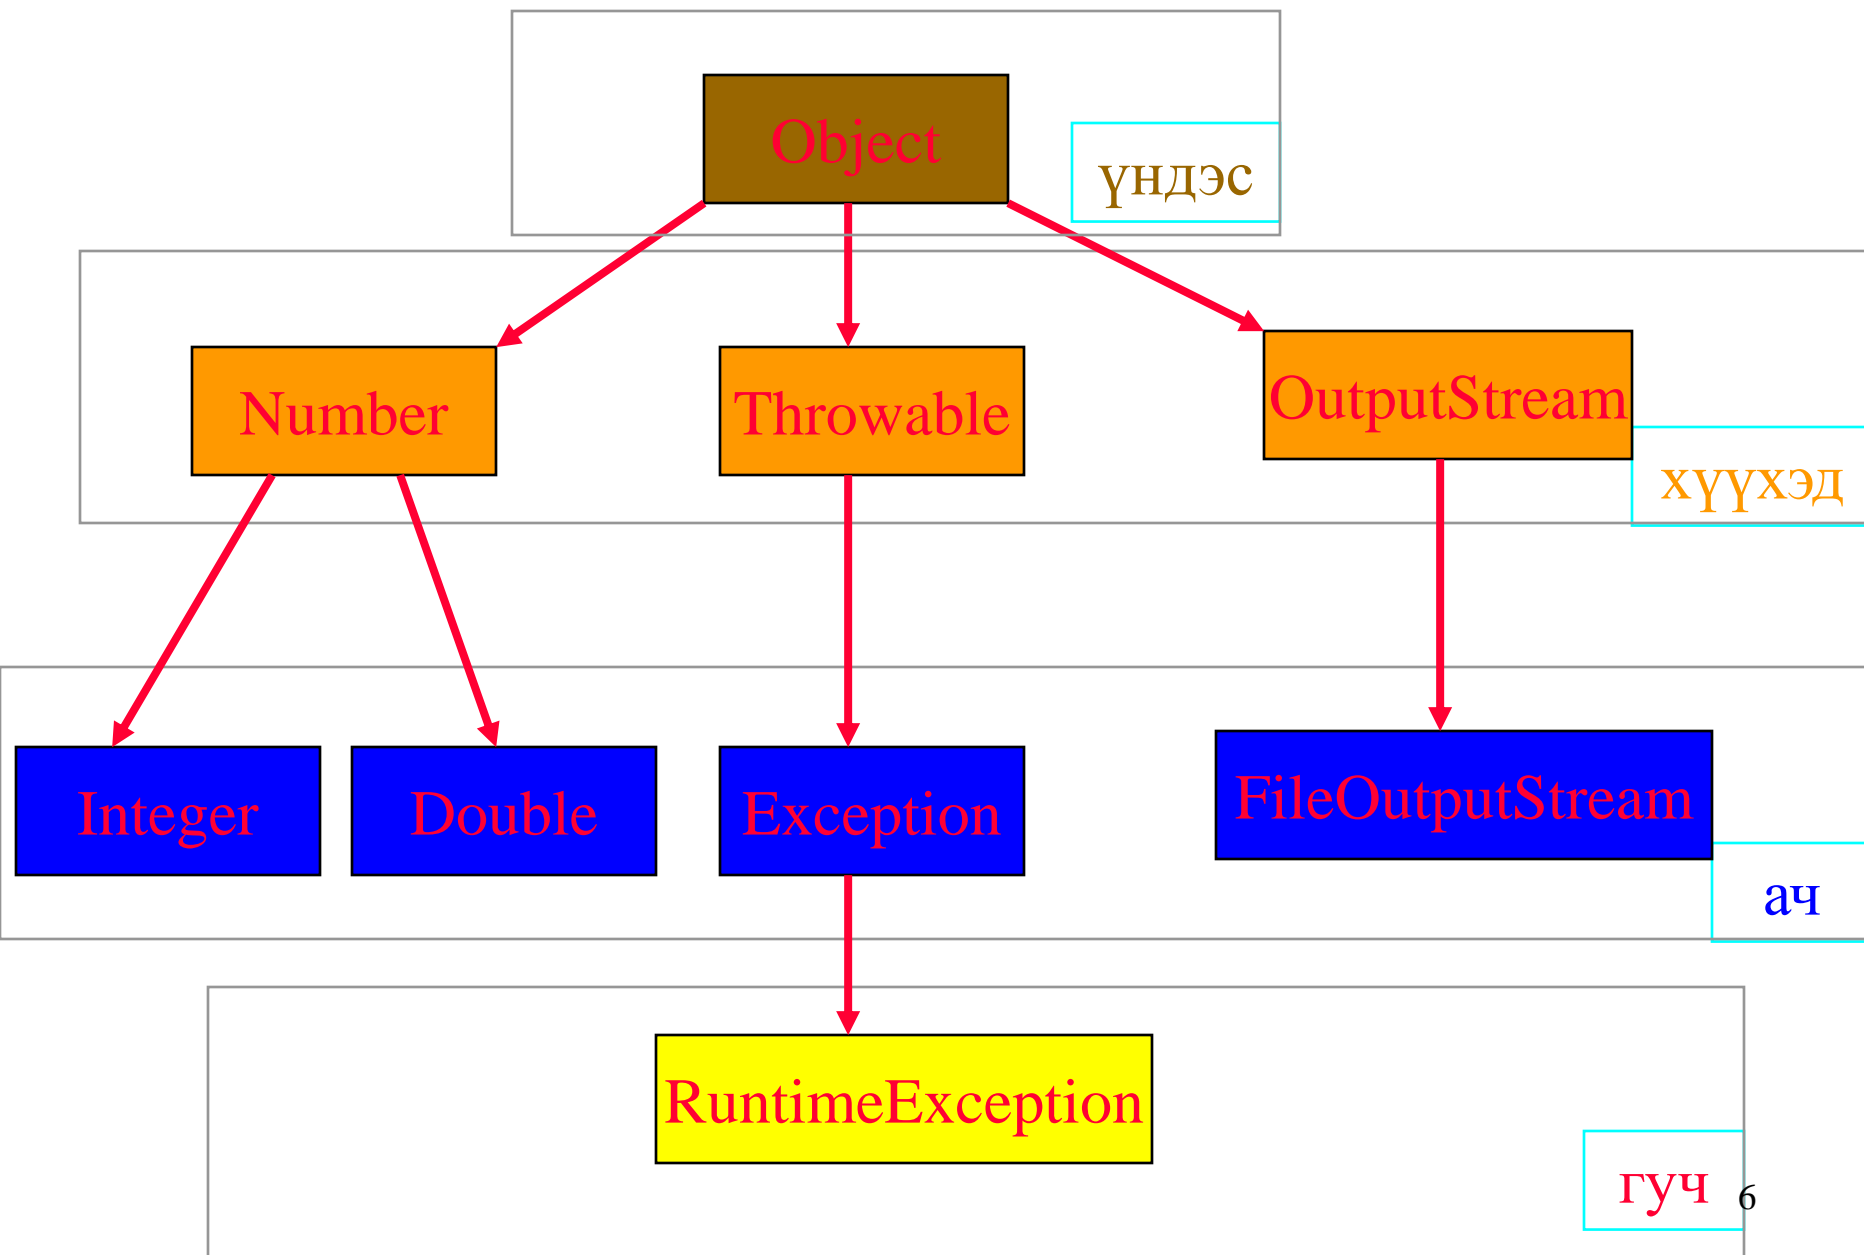 Object
үндэс
Number
Throwable
OutputStream
хүүхэд
Integer
Double
Exception
FileOutputStream
ач
RuntimeException
гуч
6